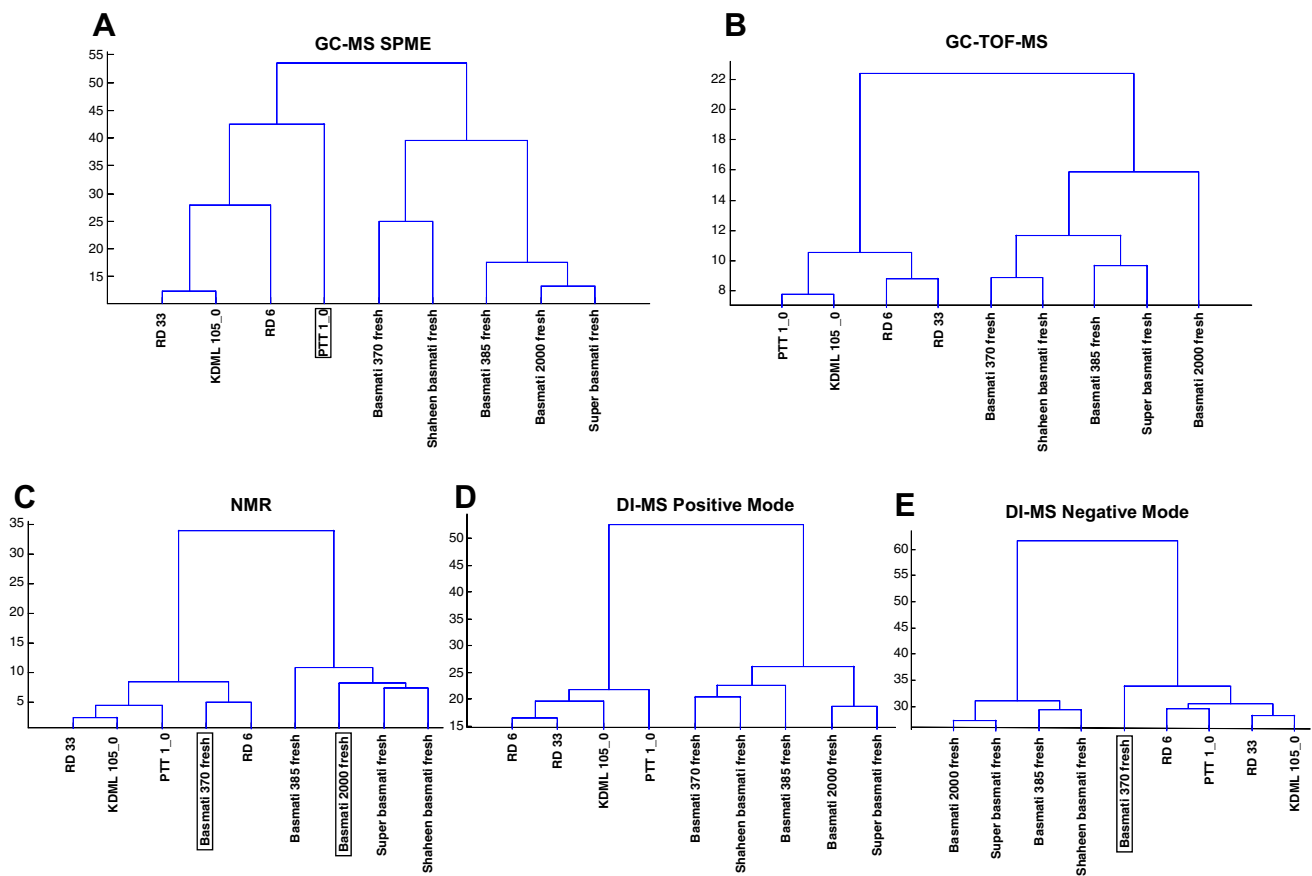 A
GC-MS SPME
55
50
45
40
35
30
25
20
15
RD 33
KDML 105_0
RD 6
PTT 1_0
Basmati 370 fresh
Shaheen basmati fresh
Basmati 385 fresh
Basmati 2000 fresh
Super basmati fresh
B
GC-TOF-MS
22
20
18
16
14
12
10
8
PTT 1_0
KDML 105_0
RD 6
RD 33
Basmati 370 fresh
Shaheen basmati fresh
Basmati 385 fresh
Super basmati fresh
Basmati 2000 fresh
C
NMR
35
30
25
20
15
10
5
RD 33
KDML 105_0
PTT 1_0
Basmati 370 fresh
RD 6
Basmati 385 fresh
Basmati 2000 fresh
Super basmati fresh
Shaheen basmati fresh
D
DI-MS Positive Mode
50
45
40
35
30
25
20
15
RD 6
RD 33
KDML 105_0
PTT 1_0
Basmati 370 fresh
Shaheen basmati fresh
Basmati 385 fresh
Basmati 2000 fresh
Super basmati fresh
E
DI-MS Negative Mode
60
55
50
45
40
35
30
Basmati 2000 fresh
Super basmati fresh
Basmati 385 fresh
Shaheen basmati fresh
Basmati 370 fresh
RD 6
PTT 1_0
RD 33
KDML 105_0